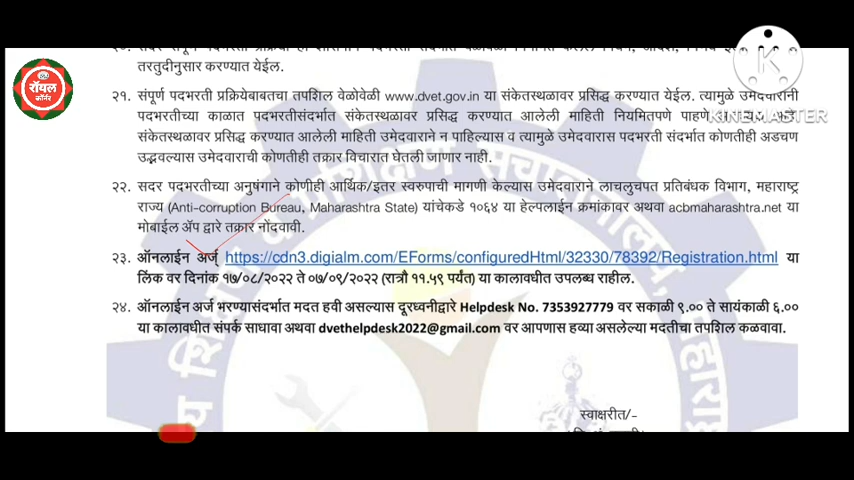 रॉयल
कॉर्नर
KINEMASTER
तरतुदीनुसार करण्यात येईल.
२१. संपूर्ण पदभरती प्रक्रियेबाबतचा तपशिल वेळोवेळी www.dvet.gov.in या संकेतस्थळावर प्रसिद्ध करण्यात येईल. त्यामुळे उमेदवारांनी
पदभरतीच्या काळात पदभरतीसंदर्भात संकेतस्थळावर प्रसिद्ध करण्यात आलेली माहिती नियमितपणे पाहणे
संकेतस्थळावर प्रसिद्ध करण्यात आलेली माहिती उमेदवाराने न पाहिल्यास व त्यामुळे उमेदवारास पदभरती संदर्भात कोणतीही अडचण
उद्भवल्यास उमेदवाराची कोणतीही तक्रार विचारात घेतली जाणार नाही.
२२. सदर पदभरतीच्या अनुषंगाने कोणीही आर्थिक/इतर स्वरुपाची मागणी केल्यास उमेदवाराने लाचलुचपत प्रतिबंधक विभाग, महाराष्ट्र
राज्य (Anti-corruption Bureau, Maharashtra State) यांचेकडे १०६४ या हेल्पलाईन क्रमांकावर अथवा acbmaharashtra.net या
मोबाईल ॲप द्वारे तक्रार नोंदवावी.
२३. ऑनलाईन अर्ज https://cdn3.digialm.com/EForms/configuredHtml/32330/78392/Registration.html या
लिंक वर दिनांक १७/०८/२०२२ ते ०७/०९/२०२२ (रात्रौ ११.५९ पर्यंत) या कालावधीत उपलब्ध राहील.
२४. ऑनलाईन अर्ज भरण्यासंदर्भात मदत हवी असल्यास दूरध्वनीद्वारे Helpdesk No. 7353927779 वर सकाळी ९.०० ते सायंकाळी ६.००
या कालावधीत संपर्क साधावा अथवा dvethelpdesk2022@gmail.com वर आपणास हव्या असलेल्या मदतीचा तपशिल कळवावा.
स्वाक्षरीत/-